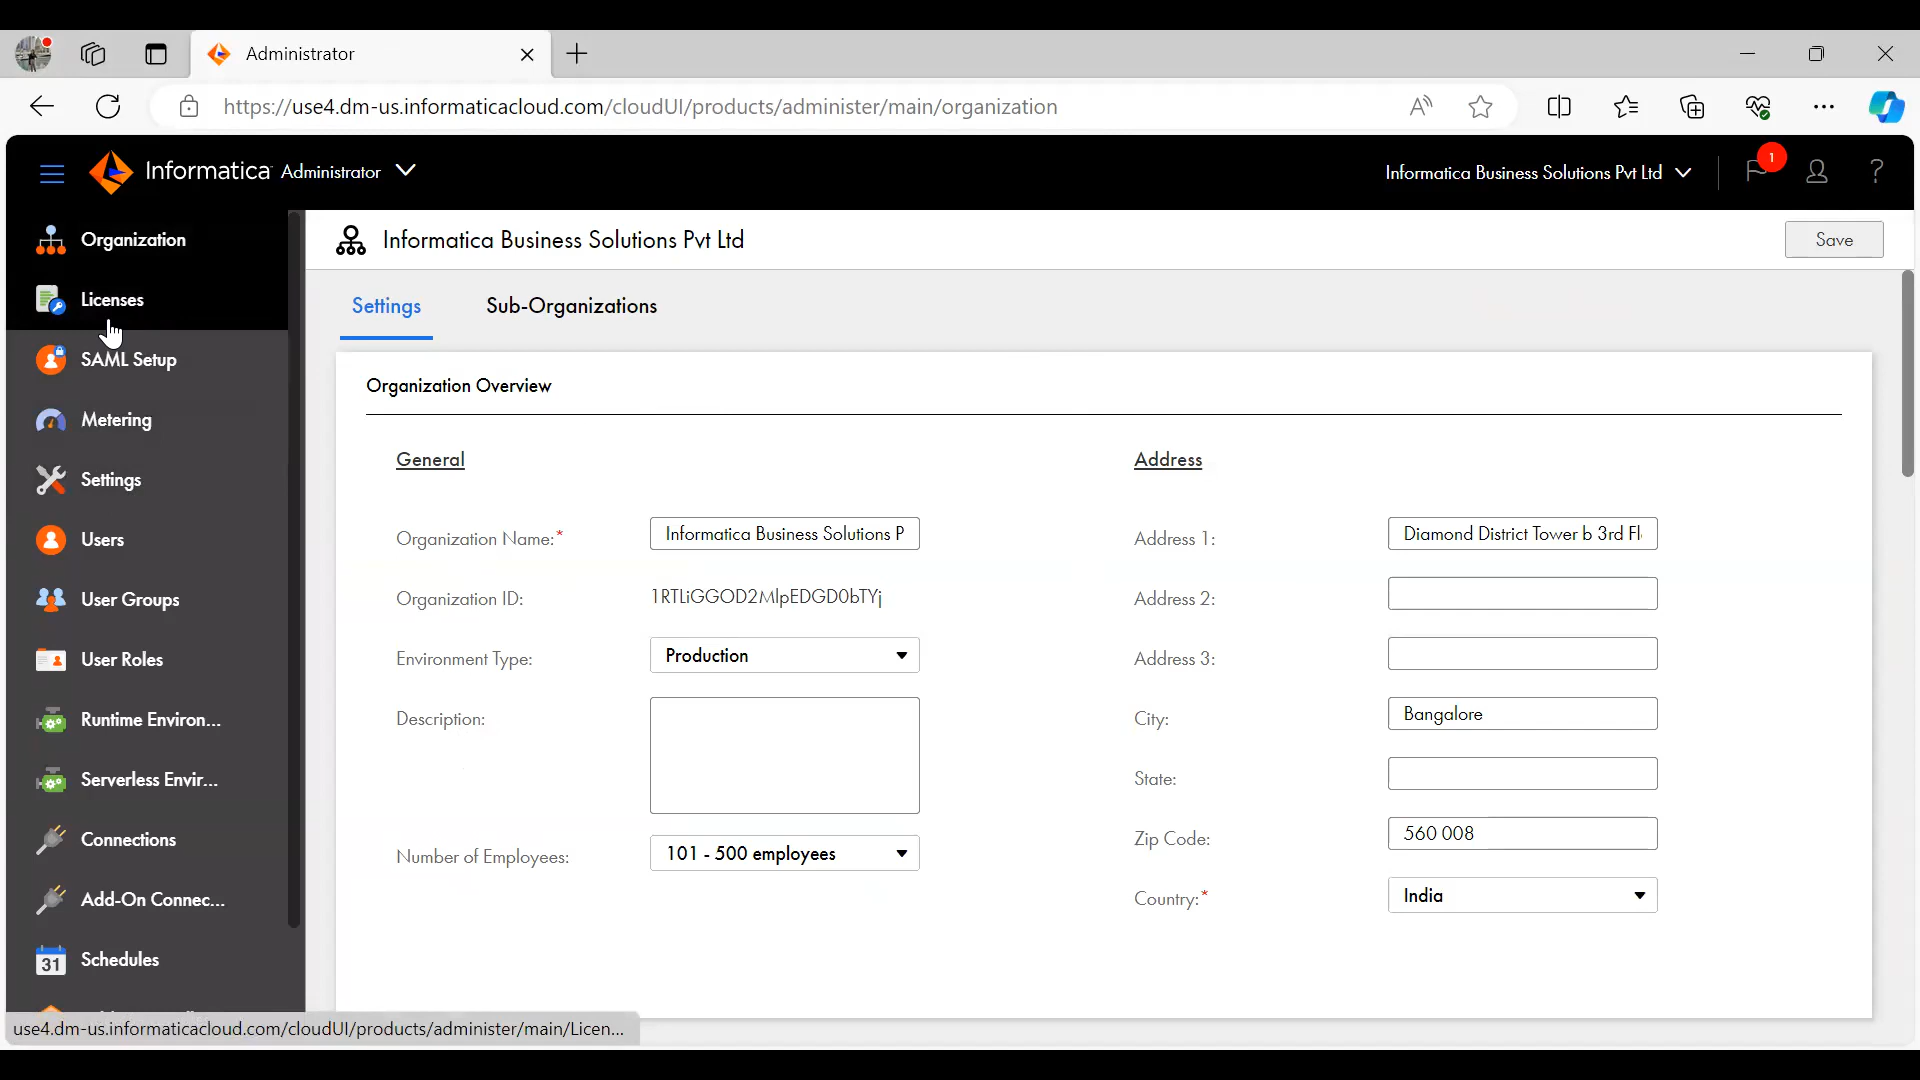 Administrator
https://use4.dm-us.informaticacloud.com/cloudUI/products/administer/main/organization
Informatica Administrator
Informatica Business Solutions Pvt Ltd
1
?
Organization
Licenses
SAML Setup
Metering
Settings
Users
User Groups
User Roles
Runtime Environ...
Serverless Envir...
Connections
Add-On Connec...
31
Schedules
use4.dm-us.informaticacloud.com/cloudUI/products/administer/main/Licen...
Informatica Business Solutions Pvt Ltd
Save
Settings
Sub-Organizations
Organization Overview
General
Organization Name:* Informatica Business Solutions P
Organization ID: 1RTLiGGOD2MlpEDGD0bTYj
Environment Type: Production
Description:
Number of Employees: 101 - 500 employees
Address
Address 1: Diamond District Tower b 3rd
Address 2:
Address 3:
City: Bangalore
State:
Zip Code: 560 008
Country:* India